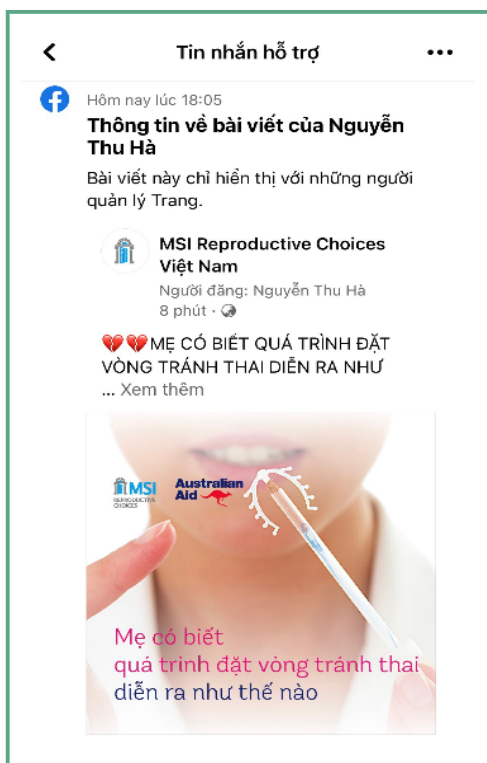 Tin nhắn hỗ trợ
Hôm nay lúc 18:05
Thông tin về bài viết của Nguyễn
Thu Hà
Bài viết này chỉ hiển thị với những người
quản lý Trang.
MSI Reproductive Choices
Việt Nam
Người đăng: Nguyễn Thu Hà
8 phút ·
💔💔MẸ CÓ BIẾT QUÁ TRÌNH ĐẶT
VÒNG TRÁNH THAI DIỄN RA NHƯ
... Xem thêm
MSI
REPRODUCTIVE
CHOICES
Australian
Aid
Mẹ có biết
quá trình đặt vòng tránh thai
diễn ra như thế nào